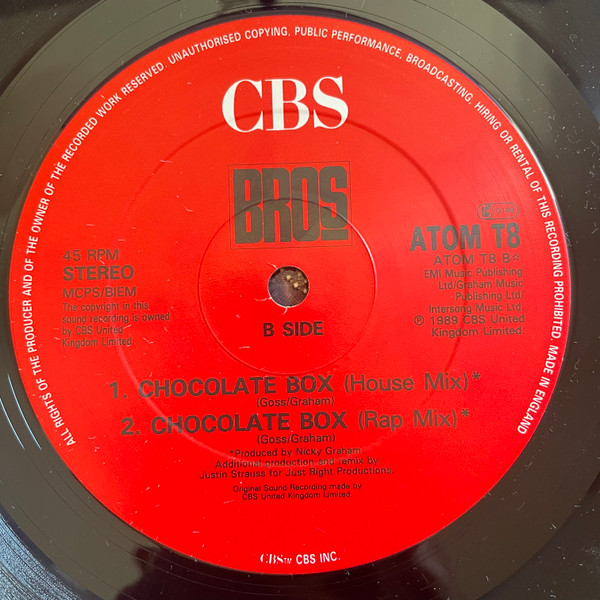 ALL RIGHTS OF THE PRODUCER AND OF THE OWNER OF THE RECORDED WORK RESERVED. UNAUTHORISED COPYING, PUBLIC PERFORMANCE, BROADCASTING, HIRING OR RENTAL OF THIS RECORDING PROHIBITED. MADE IN ENGLAND
CBS
BROS
45 RPM
STEREO
MCPS/BIEM
The copyright in this
sound recording is owned
by CBS United
Kingdom Limited.
ATOM T8
ATOM T8 B
EMI Music Publishing
Ltd/Graham Music
Publishing Ltd/
Intersong Music Ltd.
℗ 1989 CBS United
Kingdom Limited.
B SIDE
1. CHOCOLATE BOX (House Mix)*
(Goss/Graham)
2. CHOCOLATE BOX (Rap Mix)*
(Goss/Graham)
*Produced by Nicky Graham
Additional production and remix by
Justin Strauss for Just Right Productions.
Original Sound Recording made by
CBS United Kingdom Limited.
CBS™ CBS INC.